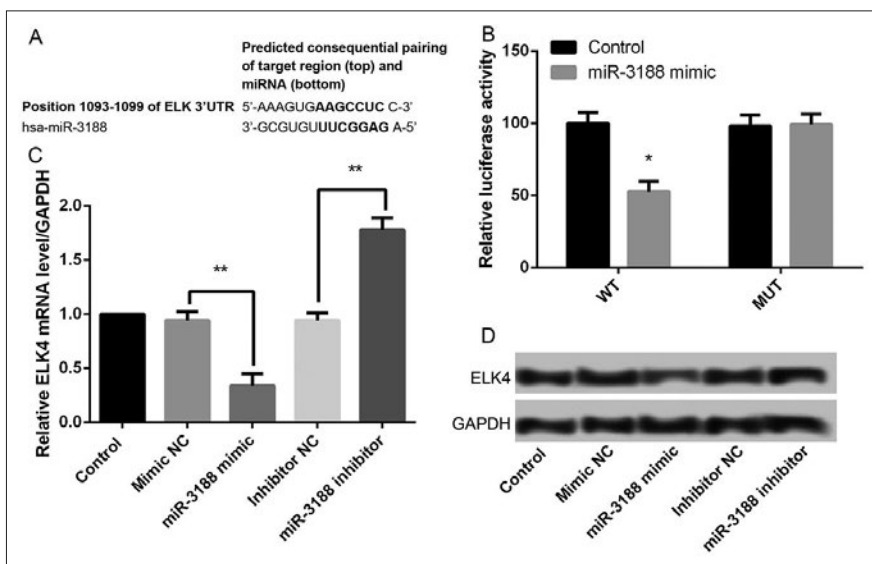 A
Predicted consequential pairing
of target region (top) and
miRNA (bottom)
Position 1093-1099 of ELK 3'UTR 5'-AAAGUGAAGCCUC C-3'
hsa-miR-3188 3'-GCGUGUUUCGGAG A-5'
B
Control
miR-3188 mimic
Relative luciferase activity
150
100
50
0
*
WT
MUT
C
Relative ELK4 mRNA level/GAPDH
2.0
1.5
1.0
0.5
0.0
**
**
Control
Mimic NC
miR-3188 mimic
Inhibitor NC
miR-3188 inhibitor
D
ELK4
GAPDH
Control
Mimic NC
miR-3188 mimic
Inhibitor NC
miR-3188 inhibitor